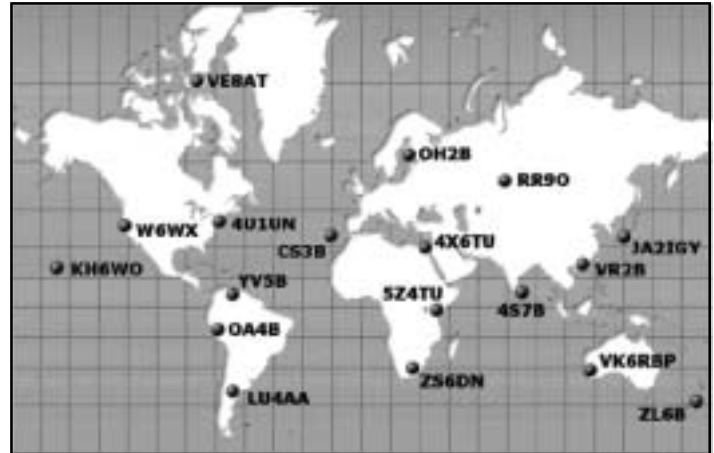 VE8AT
OH2B
RR9O
4U1UN
W6WX
CS3B
4X6TU
JA2IGY
KH6WO
VR2B
YV5B
5Z4TU
4S7B
OA4B
VK6RBP
ZS6DN
LU4AA
ZL6B